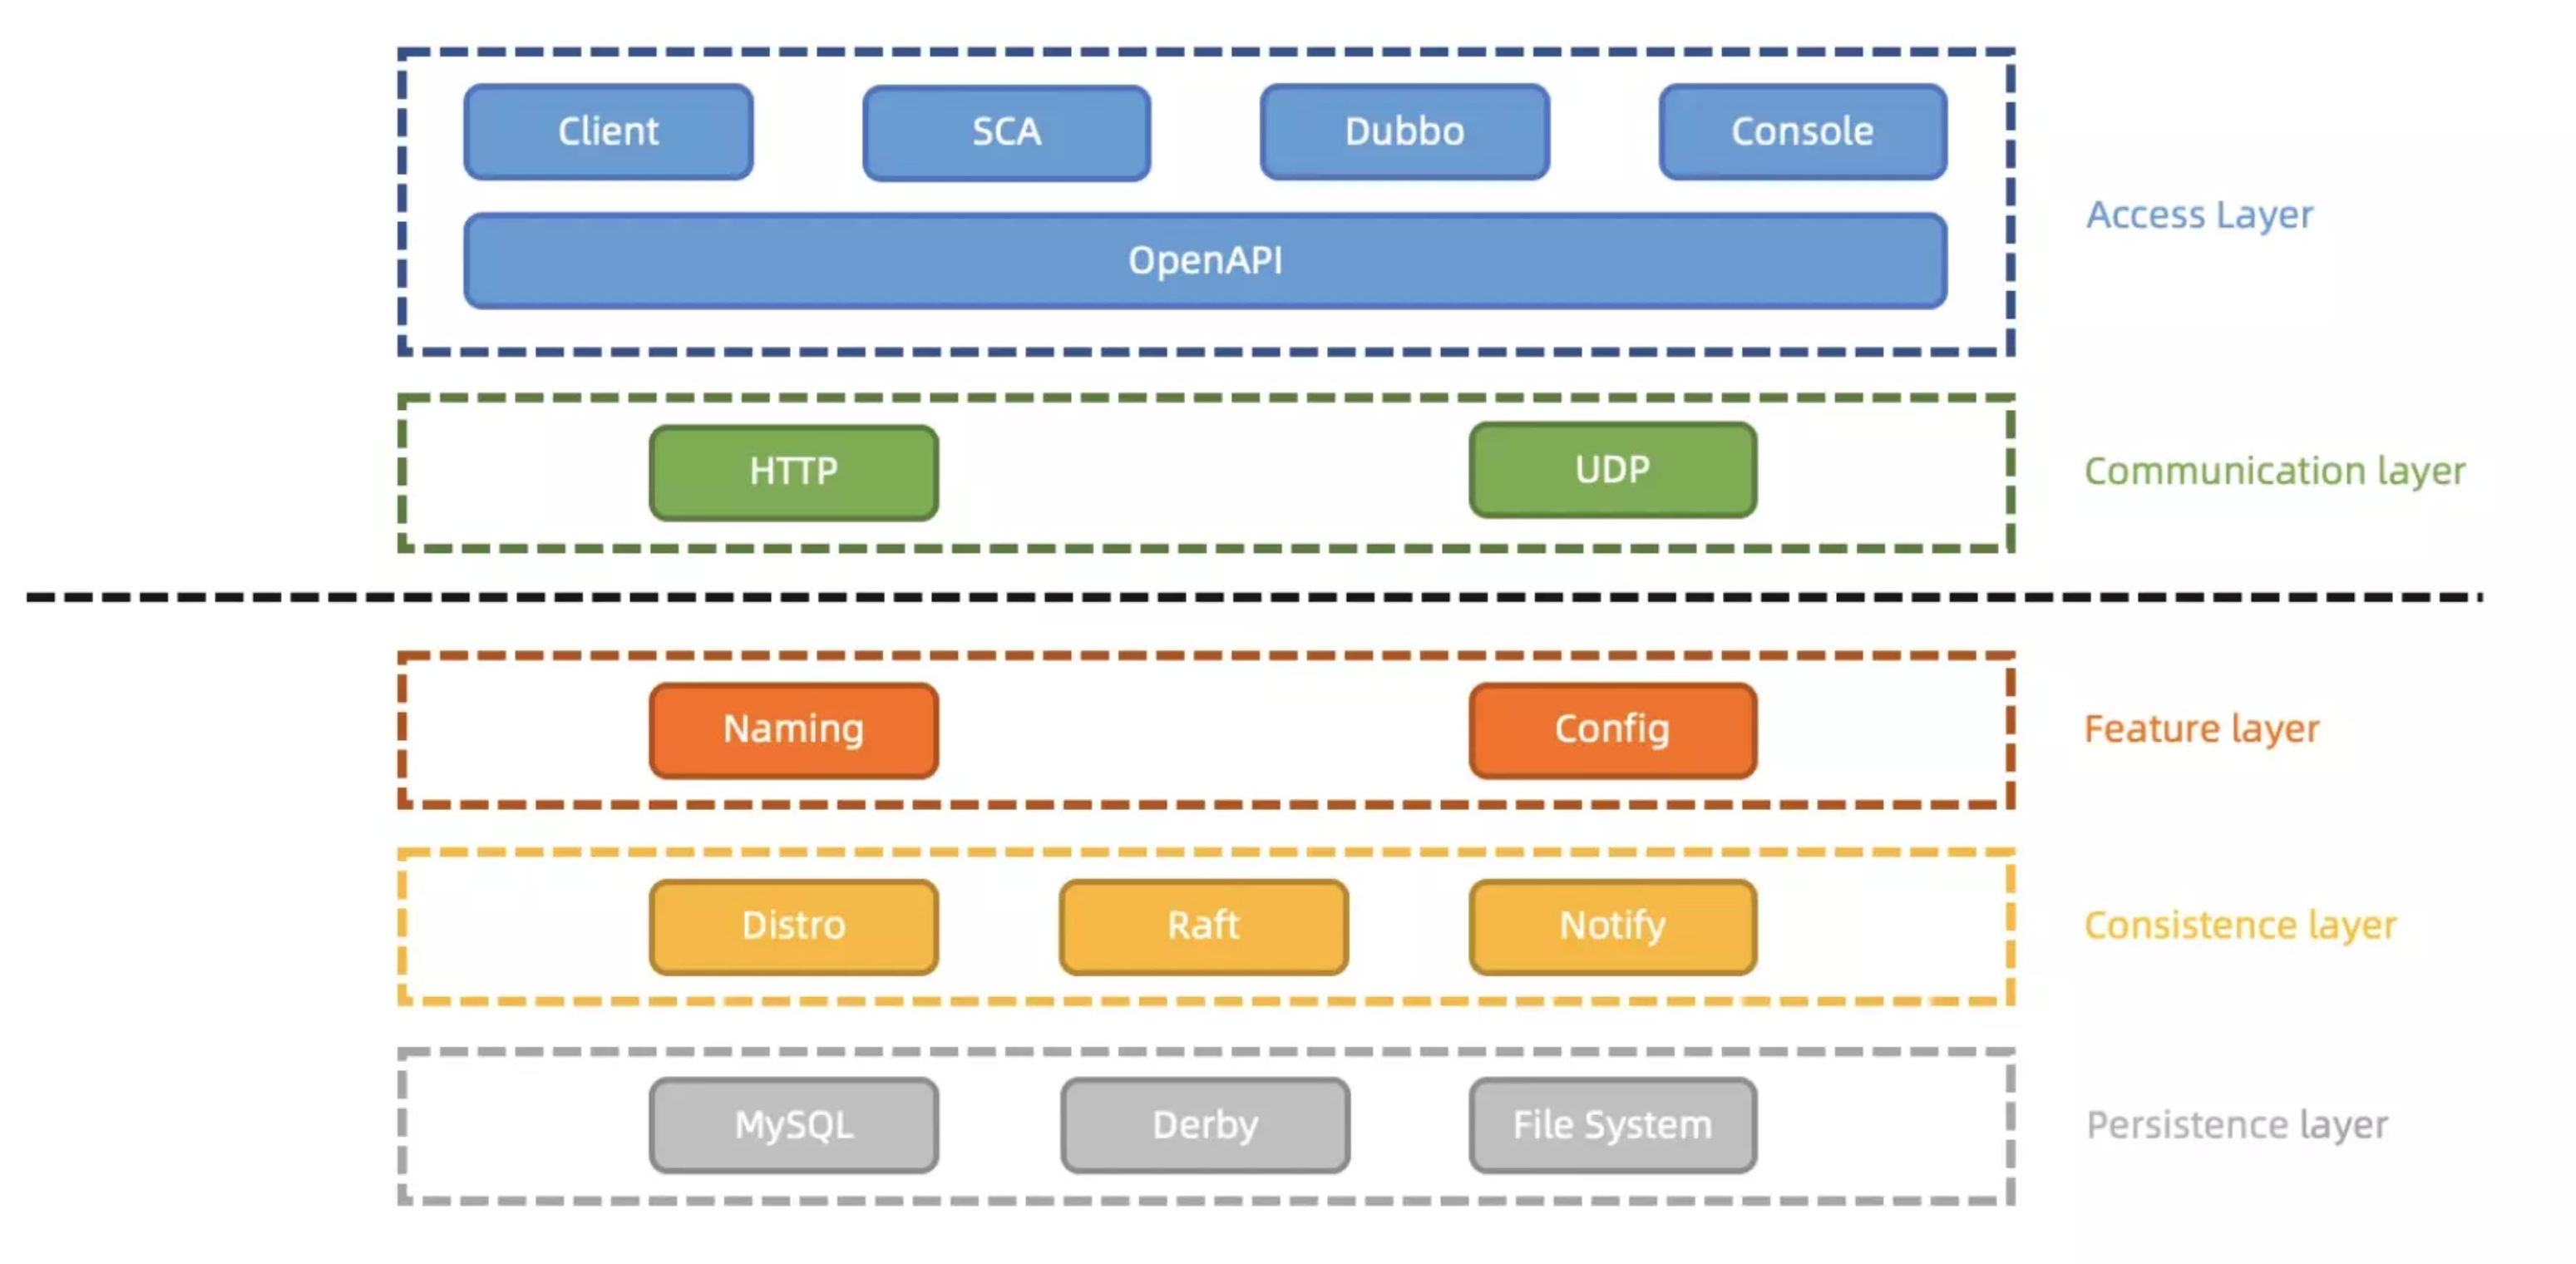 Client
SCA
Dubbo
Console
OpenAPI
Access Layer
HTTP
UDP
Communication layer
Naming
Config
Feature layer
Distro
Raft
Notify
Consistence layer
MySQL
Derby
File System
Persistence layer